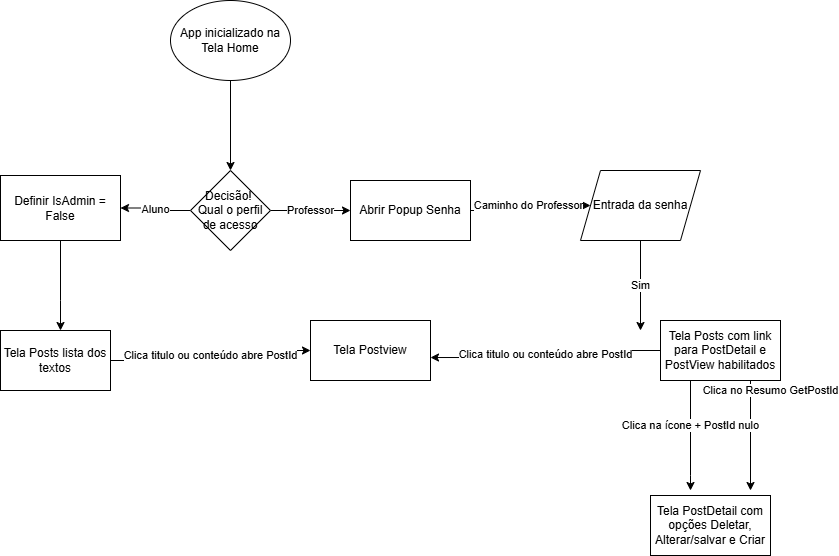 App inicializado na
Tela Home
Definir IsAdmin =
False
Aluno
Decisão!
Qual o perfil
de acesso
Professor
Abrir Popup Senha
Caminho do Professor
Entrada da senha
Sim
Tela Posts lista dos
textos
Clica titulo ou conteúdo abre PostId
Tela Postview
Clica titulo ou conteúdo abre PostId
Tela Posts com link
para PostDetail e
PostView habilitados
Clica no Resumo GetPostId
Clica na ícone + PostId nulo
Tela PostDetail com
opções Deletar,
Alterar/salvar e Criar